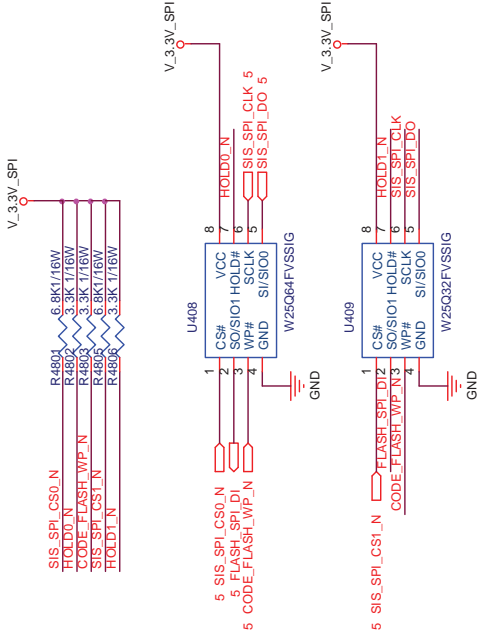 V_3.3V_SPI
SIS_SPI_CS0_N R4801 6.8K1/16W
HOLD0_N R4802 3.3K 1/16W
CODE_FLASH_WP_N R4803 3.3K1/16W
SIS_SPI_CS1_N R4805 6.8K1/16W
HOLD1_N R4806 3.3K 1/16W
V_3.3V_SPI
U408
5 SIS_SPI_CS0_N 1 CS# VCC 8
5 FLASH_SPI_DI 2 SO/SIO1 HOLD# 7 HOLD0_N
5 CODE_FLASH_WP_N 3 WP# SCLK 6 SIS_SPI_CLK 5
4 GND SI/SIO0 5 SIS_SPI_DO 5
W25Q64FVSSIG
GND
V_3.3V_SPI
U409
5 SIS_SPI_CS1_N 1 CS# VCC 8
FLASH_SPI_DI 2 SO/SIO1 HOLD# 7 HOLD1_N
CODE_FLASH_WP_N 3 WP# SCLK 6 SIS_SPI_CLK
4 GND SI/SIO0 5 SIS_SPI_DO
W25Q32FVSSIG
GND